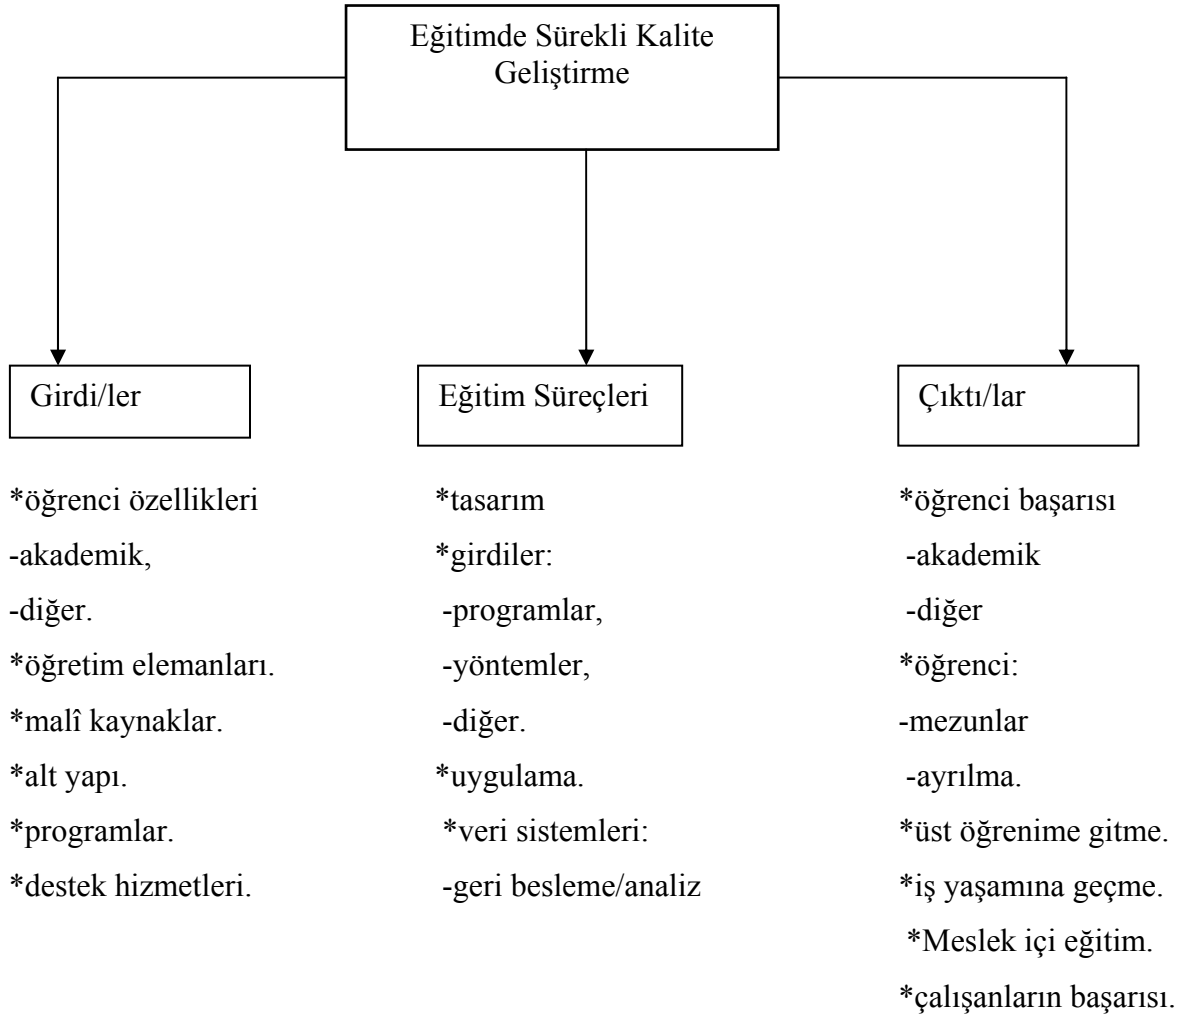 Eğitimde Sürekli Kalite
Geliştirme
Girdi/ler
*öğrenci özellikleri
-akademik,
-diğer.
*öğretim elemanları.
*malî kaynaklar.
*alt yapı.
*programlar.
*destek hizmetleri.
Eğitim Süreçleri
*tasarım
*girdiler:
-programlar,
-yöntemler,
-diğer.
*uygulama.
*veri sistemleri:
-geri besleme/analiz
Çıktı/lar
*öğrenci başarısı
-akademik
-diğer
*öğrenci:
-mezunlar
-ayrılma.
*üst öğrenime gitme.
*iş yaşamına geçme.
*Meslek içi eğitim.
*çalışanların başarısı.